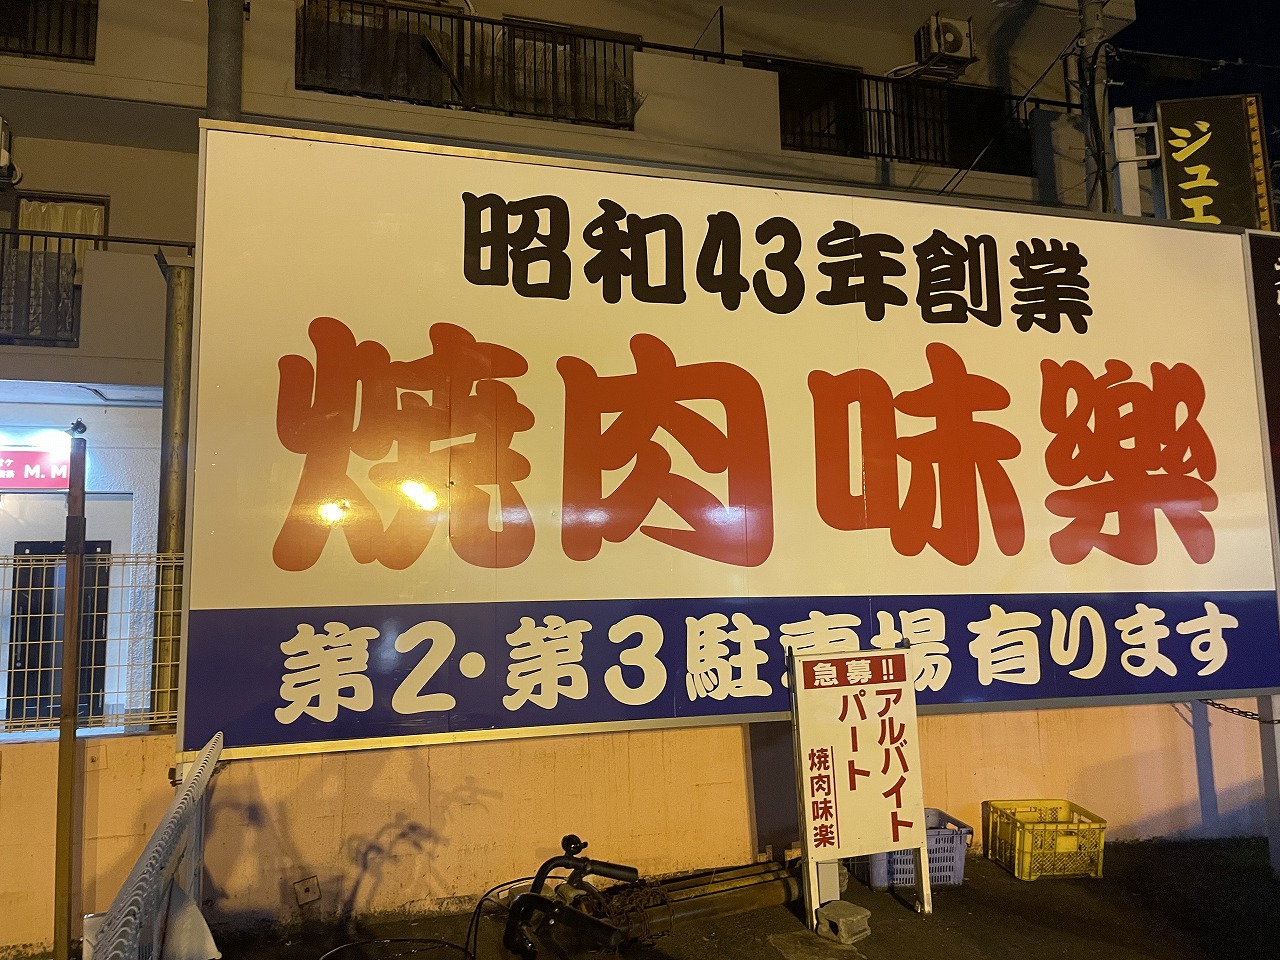 昭和43年創業
焼肉 味樂
第2・第3駐車場有ります
急募!!
アルバイト
パート
焼肉味楽
ジュエ
M. M